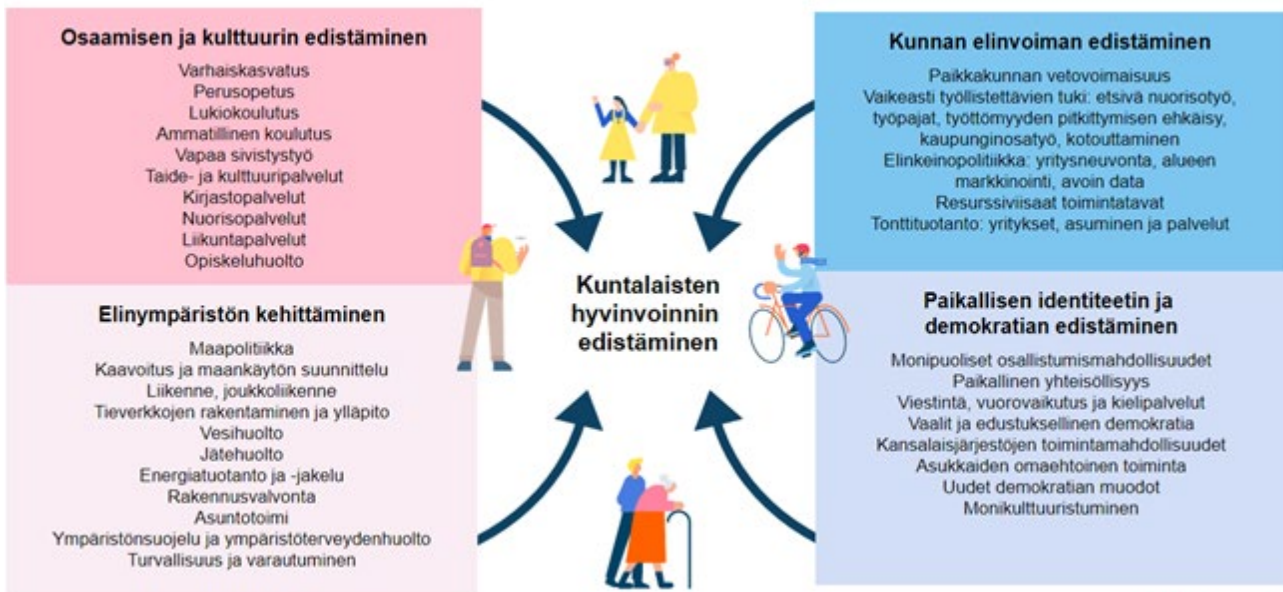 Osaamisen ja kulttuurin edistäminen
Varhaiskasvatus
Perusopetus
Lukiokoulutus
Ammatillinen koulutus
Vapaa sivistystyö
Taide- ja kulttuuripalvelut
Kirjastopalvelut
Nuorisopalvelut
Liikuntapalvelut
Opiskeluhuolto
Kunnan elinvoiman edistäminen
Paikkakunnan vetovoimaisuus
Vaikeasti työllistettävien tuki: etsivä nuorisotyö,
työpajat, työttömyyden pitkittymisen ehkäisy,
kaupunginosatyö, kotouttaminen
Elinkeinopolitiikka: yritysneuvonta, alueen
markkinointi, avoin data
Resurssiviisaat toimintatavat
Tonttituotanto: yritykset, asuminen ja palvelut
Kuntalaisten
hyvinvoinnin
edistäminen
Elinympäristön kehittäminen
Maapolitiikka
Kaavoitus ja maankäytön suunnittelu
Liikenne, joukkoliikenne
Tieverkkojen rakentaminen ja ylläpito
Vesihuolto
Jätehuolto
Energiatuotanto ja -jakelu
Rakennusvalvonta
Asuntotoimi
Ympäristönsuojelu ja ympäristöterveydenhuolto
Turvallisuus ja varautuminen
Paikallisen identiteetin ja
demokratian edistäminen
Monipuoliset osallistumismahdollisuudet
Paikallinen yhteisöllisyys
Viestintä, vuorovaikutus ja kielipalvelut
Vaalit ja edustuksellinen demokratia
Kansalaisjärjestöjen toimintamahdollisuudet
Asukkaiden omaehtoinen toiminta
Uudet demokratian muodot
Monikulttuuristuminen